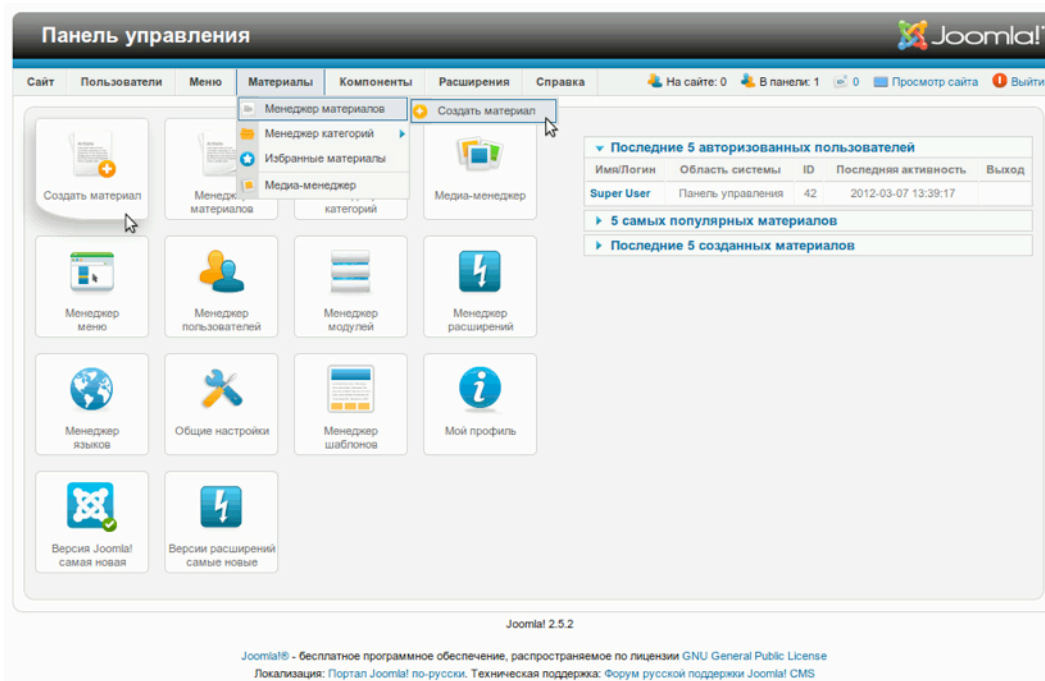 Панель управления
Joomla!
Сайт Пользователи Меню Материалы Компоненты Расширения Справка На сайте: 0 В панели: 1 0 Просмотр сайта Выйти
Менеджер материалов Создать материал
Менеджер категорий
Избранные материалы
Медиа-менеджер
Создать материал
материалов
категорий
Медиа-менеджер
Последние 5 авторизованных пользователей
Имя/Логин Область системы ID Последняя активность Выход
Super User Панель управления 42 2012-03-07 13:39:17
5 самых популярных материалов
Последние 5 созданных материалов
Менеджер
меню
Менеджер
пользователей
Менеджер
модулей
Менеджер
расширений
Менеджер
языков
Общие настройки
Менеджер
шаблонов
Мой профиль
Версия Joomla!
самая новая
Версии расширений
самые новые
Joomla! 2.5.2
Joomla!® - бесплатное программное обеспечение, распространяемое по лицензии GNU General Public License
Локализация: Портал Joomla! по-русски. Техническая поддержка: Форум русской поддержки Joomla! CMS